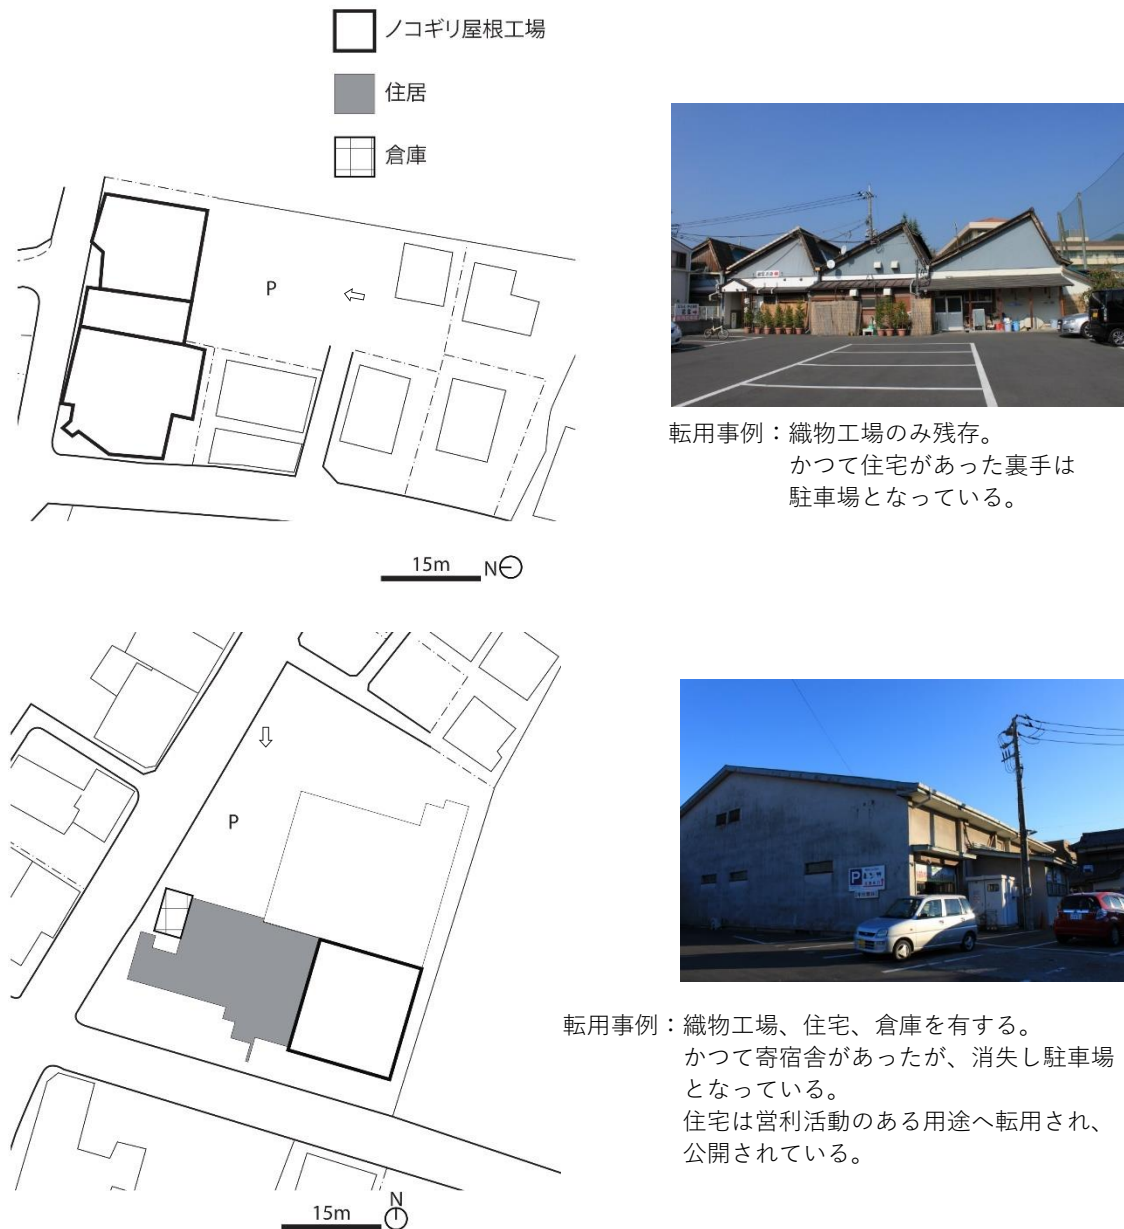 ノコギリ屋根工場
住居
倉庫
P
15m N
転用事例：織物工場のみ残存。
かつて住宅があった裏手は
駐車場となっている。
P
15m
N
P
転用事例：織物工場、住宅、倉庫を有する。
かつて寄宿舎があったが、消失し駐車場
となっている。
住宅は営利活動のある用途へ転用され、
公開されている。